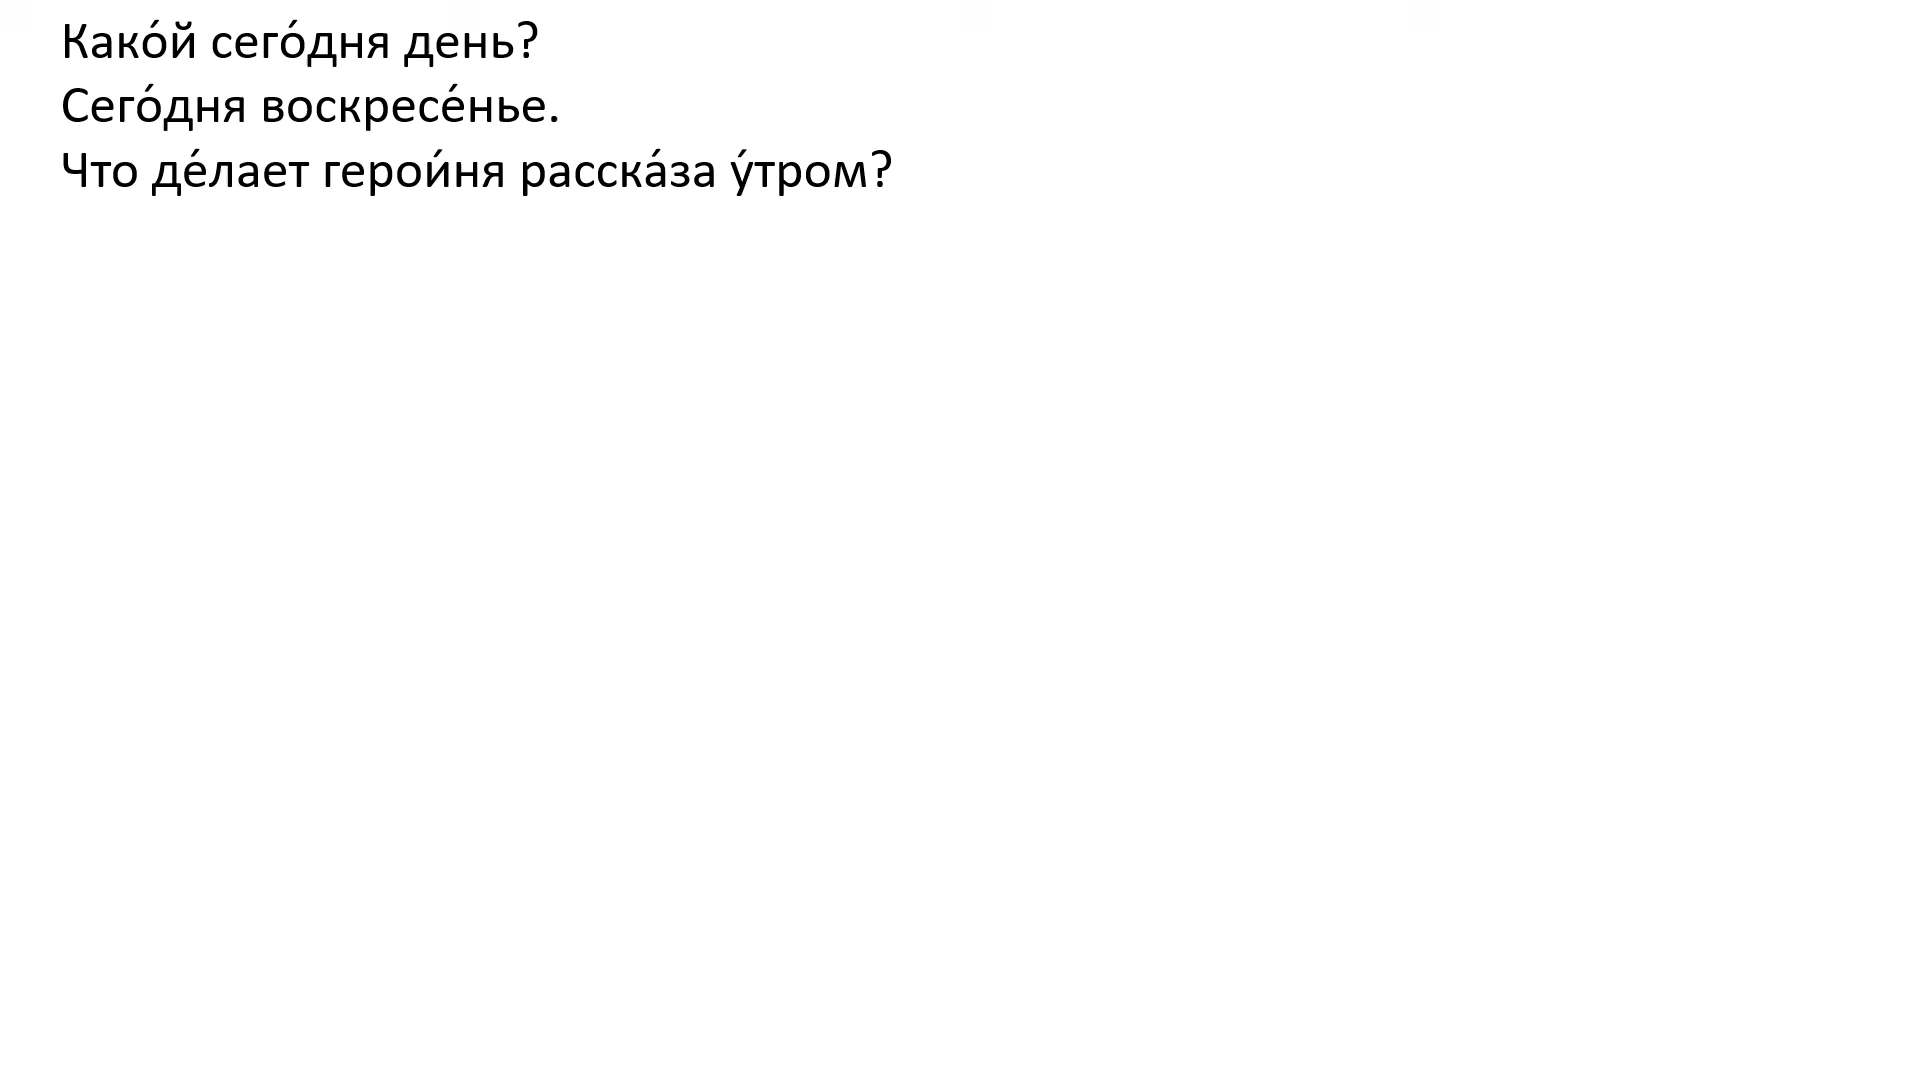 Како́й сего́дня день?
Сего́дня воскресе́нье.
Что де́лает герои́ня расска́за у́тром?